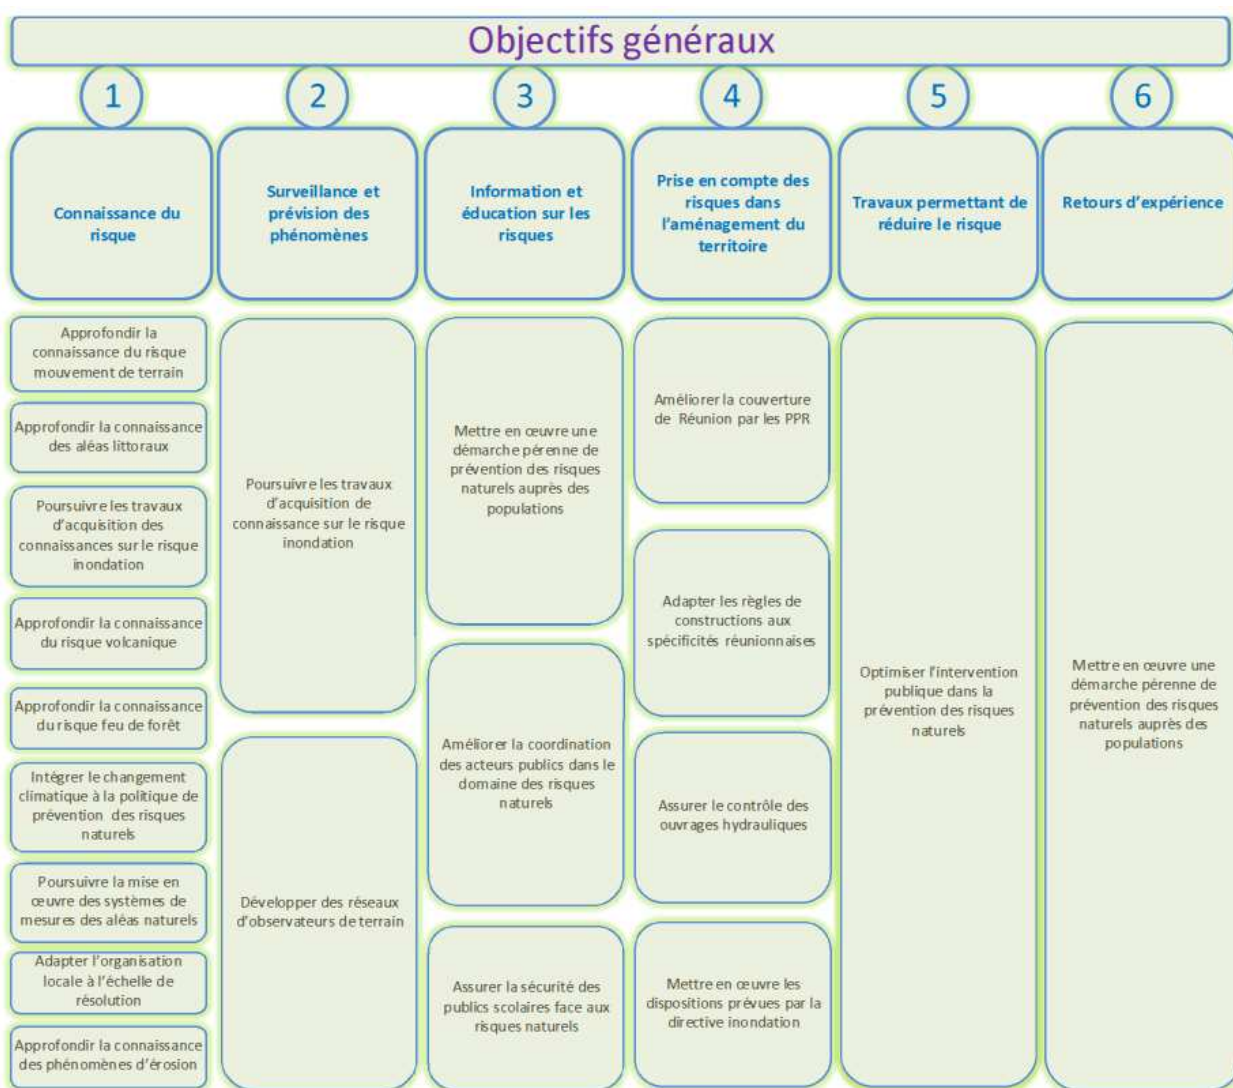 Objectifs généraux
1
Connaissance du
risque
Approfondir la
connaissance du risque
mouvement de terrain
Approfondir la connaissance
des aléas littoraux
Poursuivre les travaux
d'acquisition des
connaissances sur le risque
inondation
Approfondir la connaissance
du risque volcanique
Approfondir la connaissance
du risque feu de forêt
Intégrer le changement
climatique à la politique de
prévention des risques
naturels
Poursuivre la mise en
œuvre des systèmes de
mesures des aléas naturels
Adapter l'organisation
locale à l'échelle de
résolution
Approfondir la connaissance
des phénomènes d'érosion
2
Surveillance et
prévision des
phénomènes
Poursuivre les travaux
d'acquisition de
connaissance sur le risque
inondation
Développer des réseaux
d'observateurs de terrain
3
Information et
éducation sur les
risques
Mettre en œuvre une
démarche pérenne de
prévention des risques
naturels auprès des
populations
Améliorer la coordination
des acteurs publics dans le
domaine des risques
naturels
Assurer la sécurité des
publics scolaires face aux
risques naturels
4
Prise en compte des
risques dans
l'aménagement du
territoire
Améliorer la couverture
de Réunion par les PPR
Adapter les règles de
constructions aux
spécificités réunionnaises
Assurer le contrôle des
ouvrages hydrauliques
Mettre en œuvre les
dispositions prévues par la
directive inondation
5
Travaux permettant de
réduire le risque
Optimiser l'intervention
publique dans la
prévention des risques
naturels
6
Retours d'expérience
Mettre en œuvre une
démarche pérenne de
prévention des risques
naturels auprès des
populations